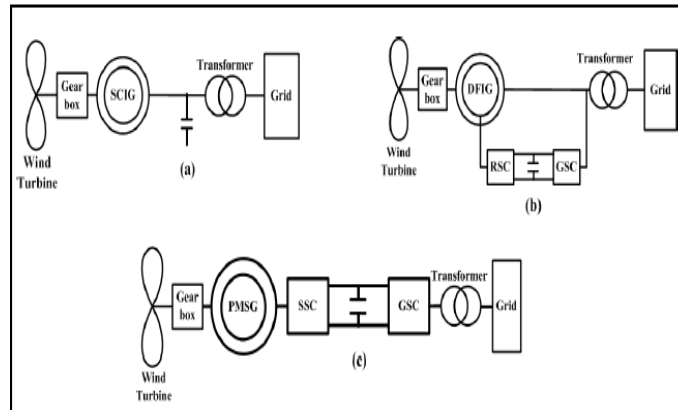 Transformer
Gear
box
SCIG
Grid
Wind
Turbine
(a)
Transformer
Gear
box
DFIG
Grid
Wind
Turbine
RSC
GSC
(b)
Transformer
Gear
box
PMSG
SSC
GSC
Grid
Wind
Turbine
(c)